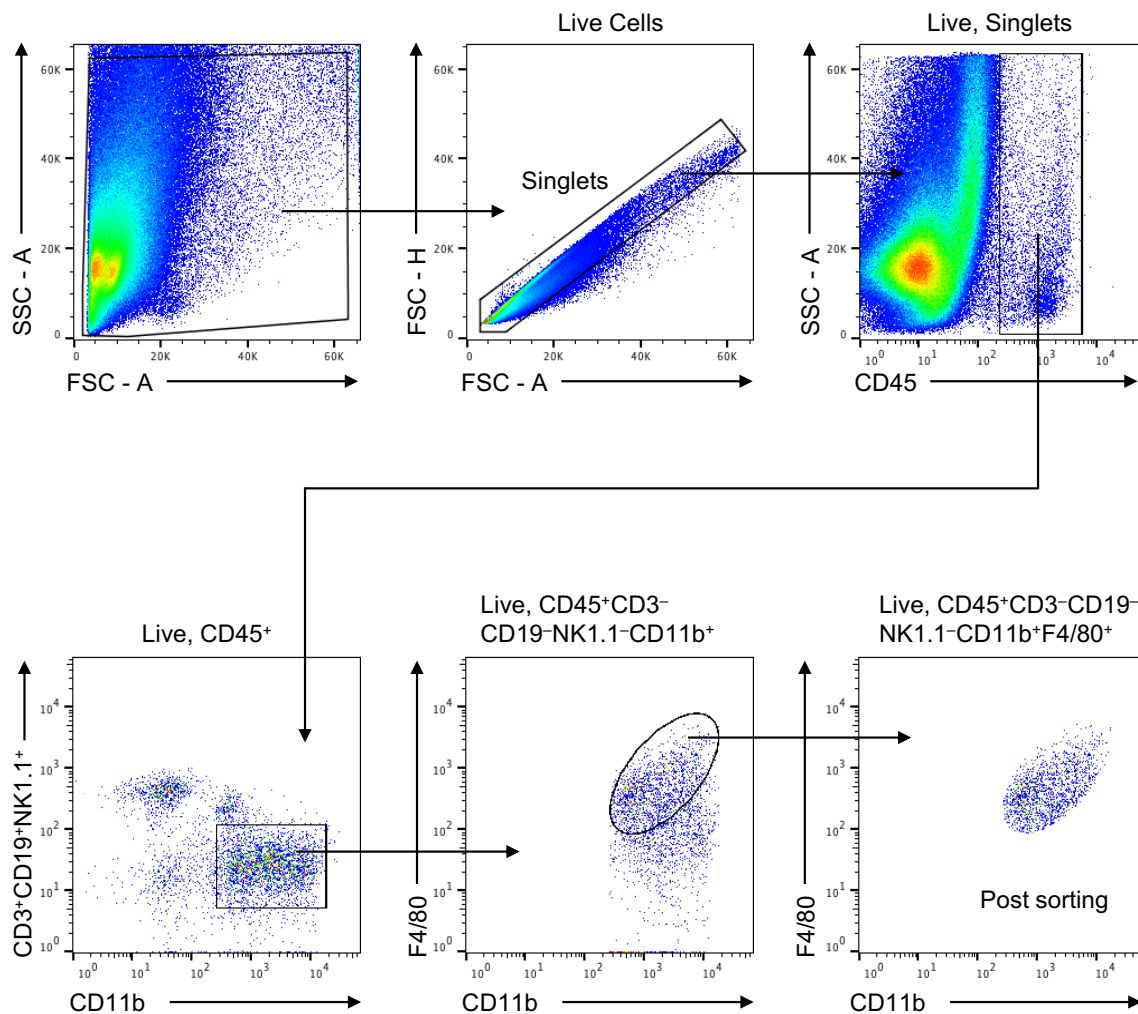 Live Cells
Live, Singlets
60K
40K
20K
0
SSC - A
0
20K
40K
60K
FSC - A
60K
40K
20K
0
FSC - H
Singlets
0
20K
40K
60K
FSC - A
60K
40K
20K
0
SSC - A
10⁰
10¹
10²
10³
10⁴
CD45
Live, CD45⁺
Live, CD45⁺CD3⁻
CD19⁻NK1.1⁻CD11b⁺
Live, CD45⁺CD3⁻CD19⁻
NK1.1⁻CD11b⁺F4/80⁺
10⁴
10³
10²
10¹
10⁰
CD3⁺CD19⁺NK1.1⁺
10⁰
10¹
10²
10³
10⁴
CD11b
10⁴
10³
10²
10¹
10⁰
F4/80
10⁰
10¹
10²
10³
10⁴
CD11b
10⁴
10³
10²
10¹
10⁰
F4/80
Post sorting
10⁰
10¹
10²
10³
10⁴
CD11b